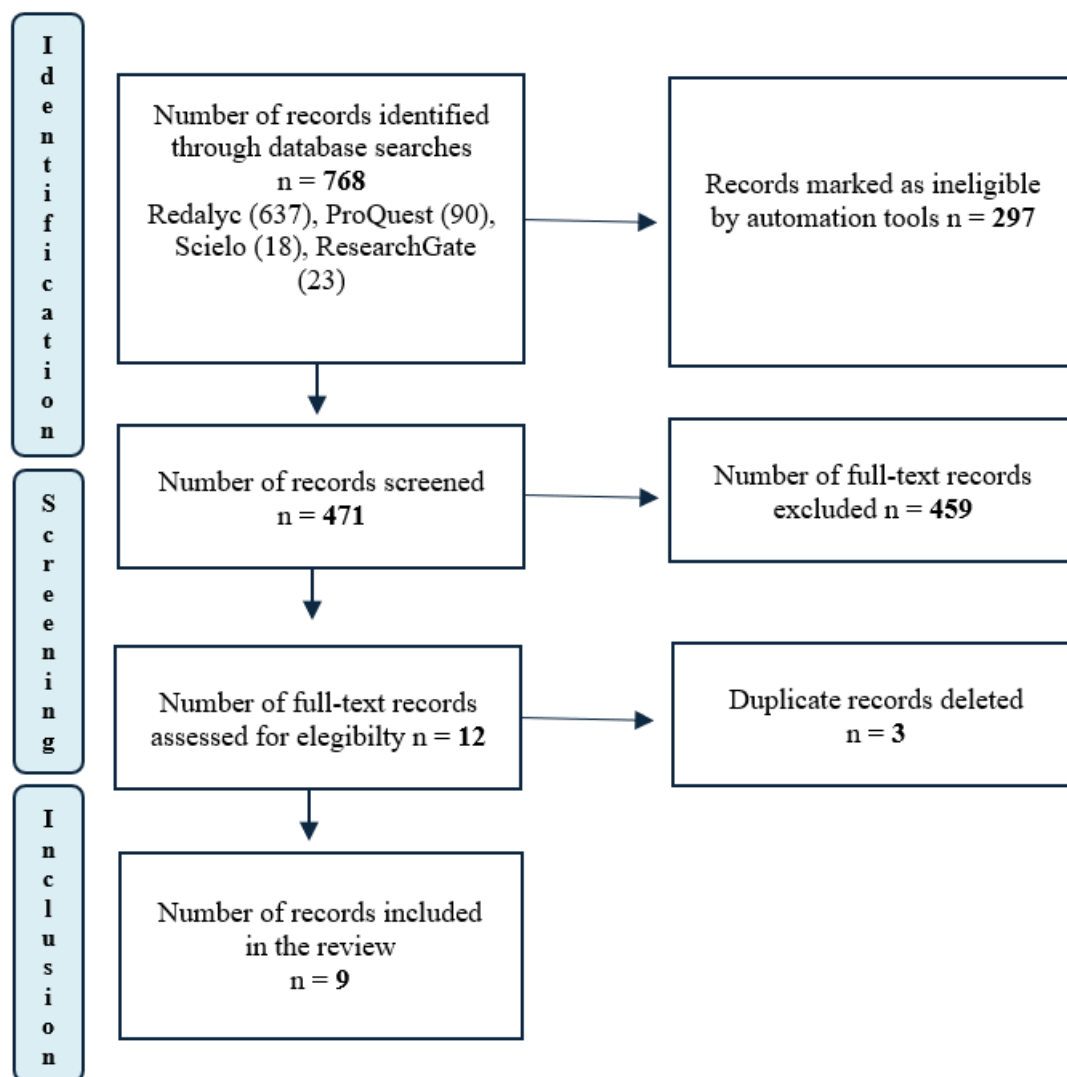 Identification
Number of records identified
through database searches
n = 768
Redalyc (637), ProQuest (90),
Scielo (18), ResearchGate
(23)
Records marked as ineligible
by automation tools n = 297
Screening
Number of records screened
n = 471
Number of full-text records
excluded n = 459
Number of full-text records
assessed for elegibilty n = 12
Duplicate records deleted
n = 3
Inclusion
Number of records included
in the review
n = 9